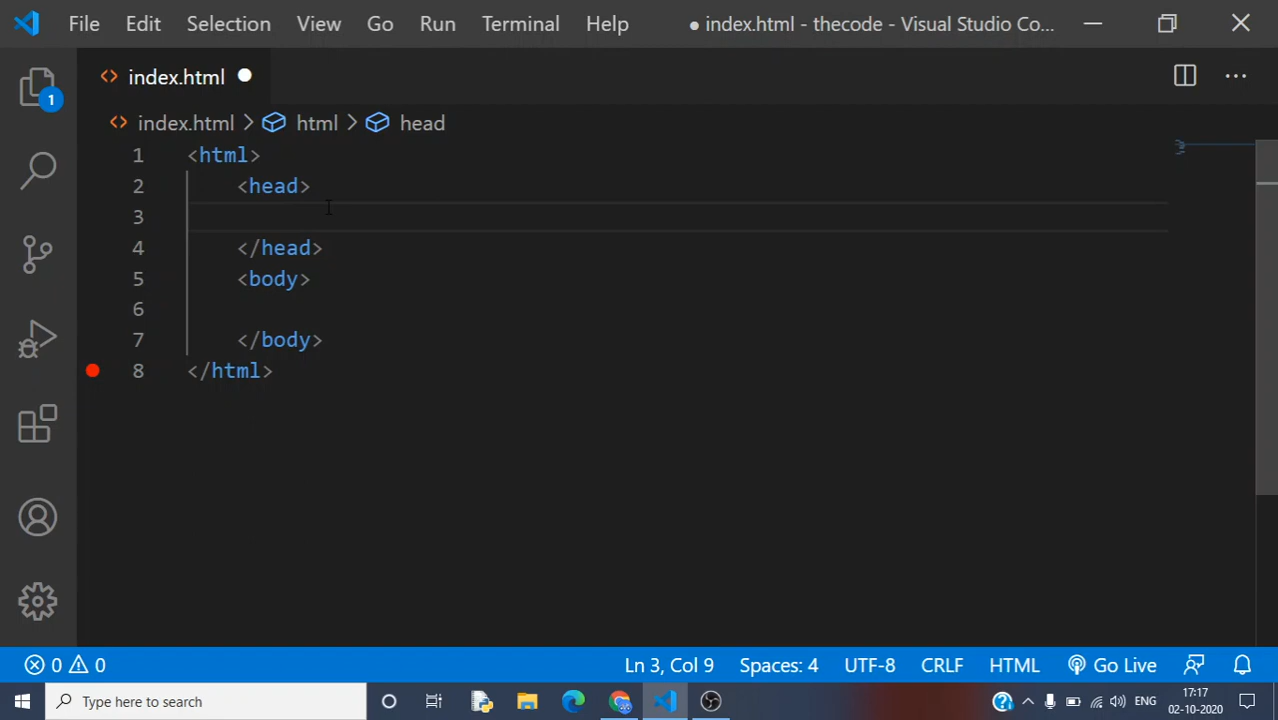 File Edit Selection View Go Run Terminal Help ● index.html - thecode - Visual Studio Co...
index.html
1
index.html > html > head
1 <html>
2 <head>
3
4 </head>
5 <body>
6
7 </body>
8 </html>
0 0 Ln 3, Col 9 Spaces: 4 UTF-8 CRLF HTML Go Live
Type here to search ENG 17:17
02-10-2020